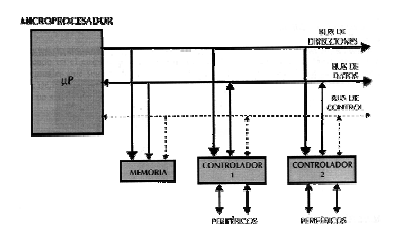 MICROPROCESADOR
BUS DE
DIRECCIONES
µP
BUS DE
DATOS
BUS DE
CONTROL
MEMORIA
CONTROLADOR
1
CONTROLADOR
2
PERIFÉRICOS
PERIFÉRICOS